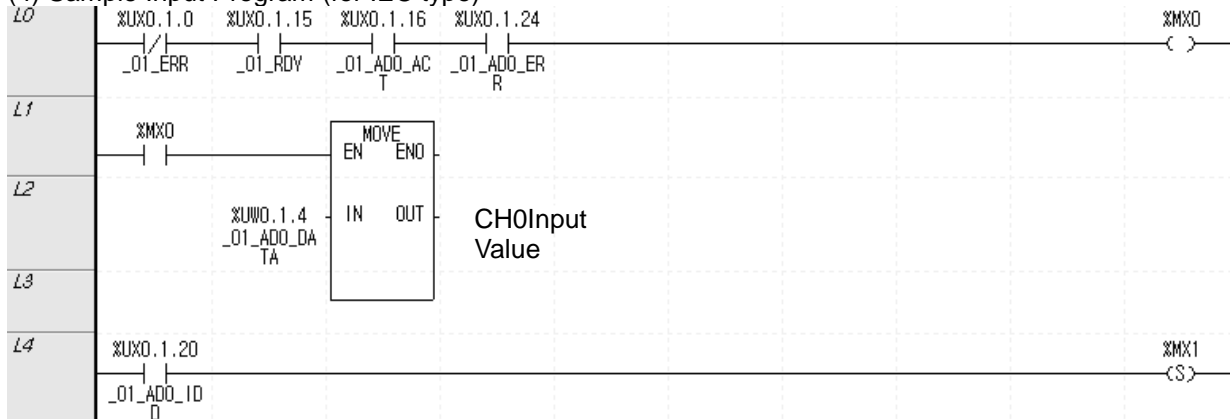 (4) Sample Input Program (for IEC type)
L0
%UX0.1.0 %UX0.1.15 %UX0.1.16 %UX0.1.24 %MX0
_01_ERR _01_RDY _01_AD0_AC _01_AD0_ER
T R
L1
%MX0
MOVE
EN ENO
L2
%UW0.1.4 IN OUT CH0Input
_01_AD0_DA Value
TA
L3
L4
%UX0.1.20 %MX1
(S)
_01_AD0_ID
D